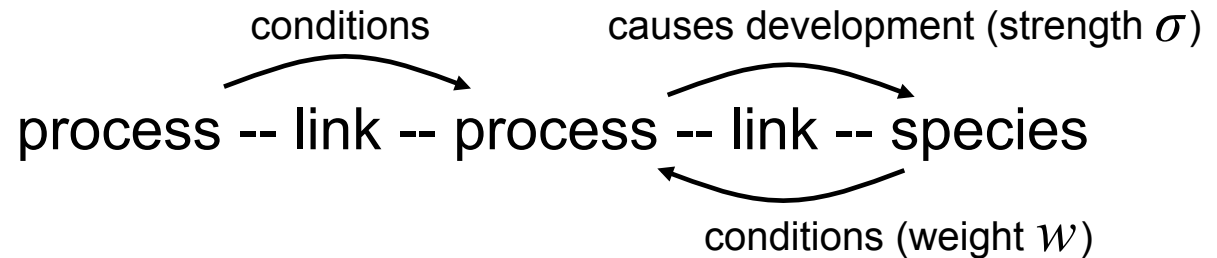 conditions causes development (strength σ)
process -- link -- process -- link -- species
conditions (weight w)